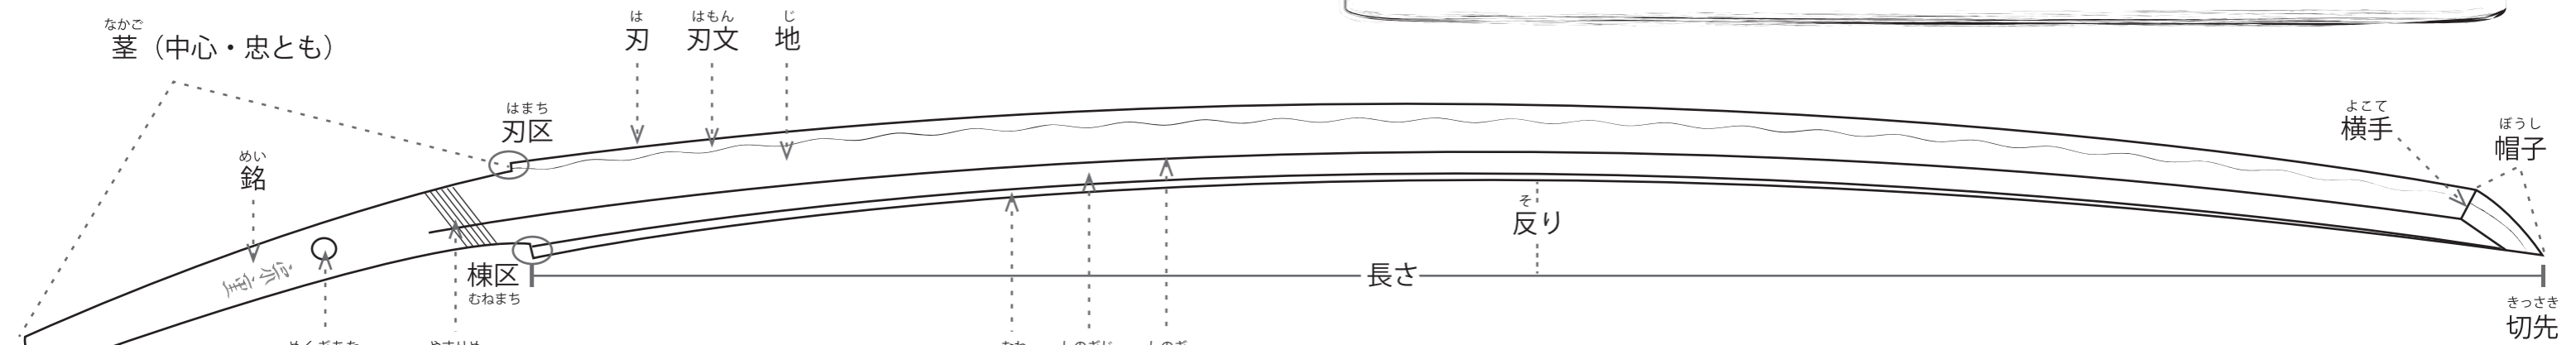 なかご
茎（中心・忠とも）
は
刃
はもん
刃文
じ
地
はまち
刃区
めい
銘
よこて
横手
ぼうし
帽子
そ
反り
棟区
むねまち
長さ
きっさき
切先